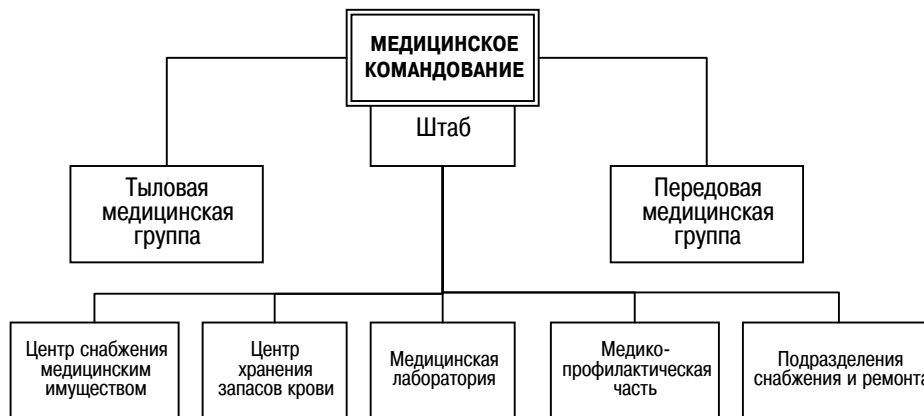 МЕДИЦИНСКОЕ
КОМАНДОВАНИЕ
Штаб
Тыловая
медицинская
группа
Передовая
медицинская
группа
Центр снабжения
медицинским
имуществом
Центр
хранения
запасов крови
Медицинская
лаборатория
Медико-
профилактическая
часть
Подразделения
снабжения и ремонта